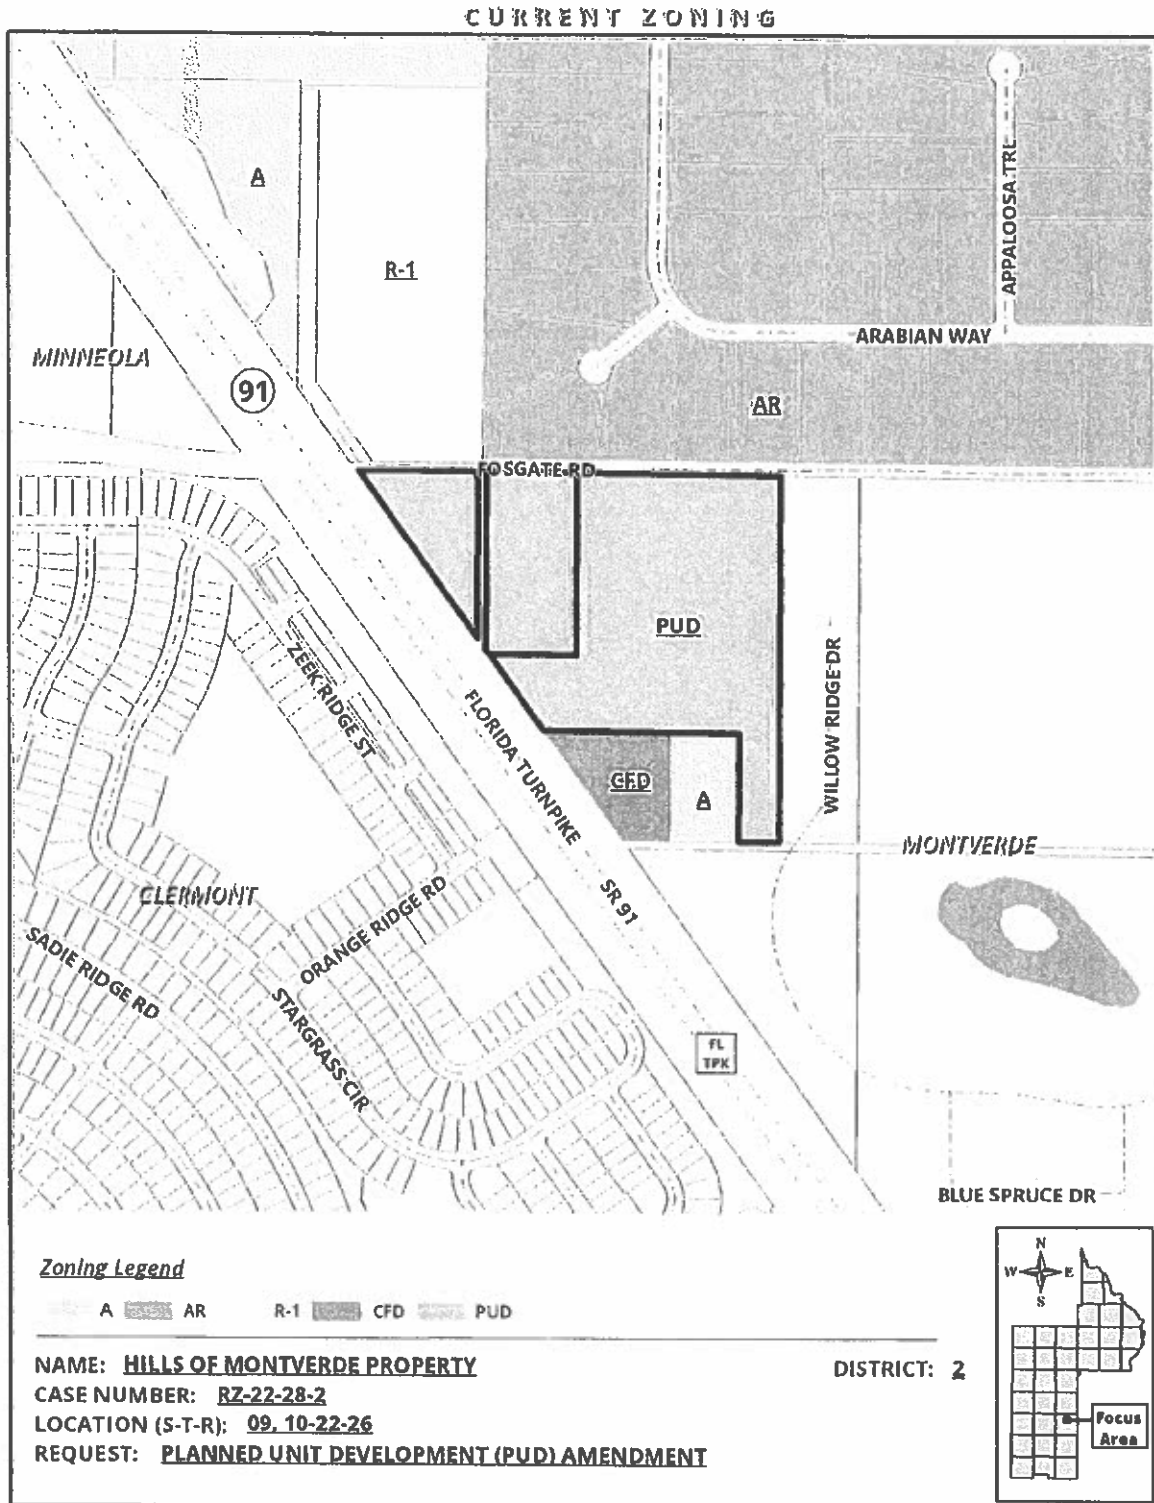 CURRENT ZONING
A
R-1
APPALOOSA TRL
ARABIAN WAY
MINNEOLA
91
AR
FOSGATE RD
PUD
ZEEK RIDGE ST
FLORIDA TURNPIKE
WILLOW RIDGE DR
CFD
A
MONTVERDE
CLERMONT
ORANGE RIDGE RD
SR 91
SADIE RIDGE RD
STARGRASS CIR
FL
TPK
BLUE SPRUCE DR
Zoning Legend
A AR R-1 CFD PUD
N
W E
S
NAME: HILLS OF MONTVERDE PROPERTY DISTRICT: 2
CASE NUMBER: RZ-22-28-2
LOCATION (S-T-R): 09, 10-22-26
REQUEST: PLANNED UNIT DEVELOPMENT (PUD) AMENDMENT
Focus
Area